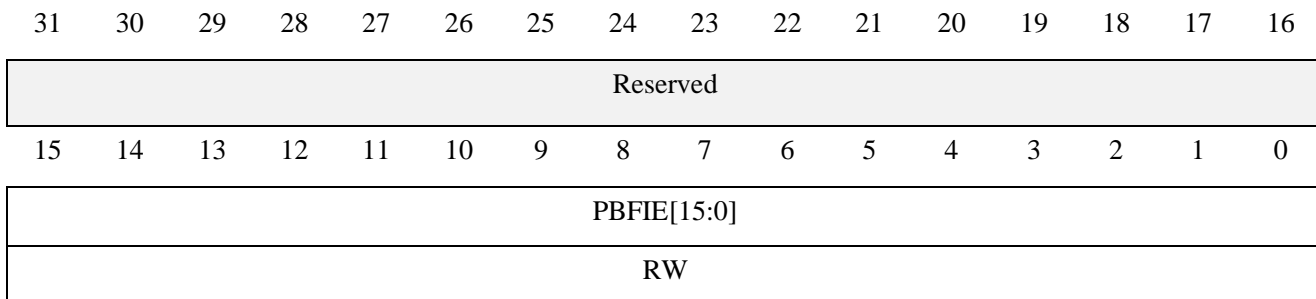 31 30 29 28 27 26 25 24 23 22 21 20 19 18 17 16
Reserved
15 14 13 12 11 10 9 8 7 6 5 4 3 2 1 0
PBFIE[15:0]
RW